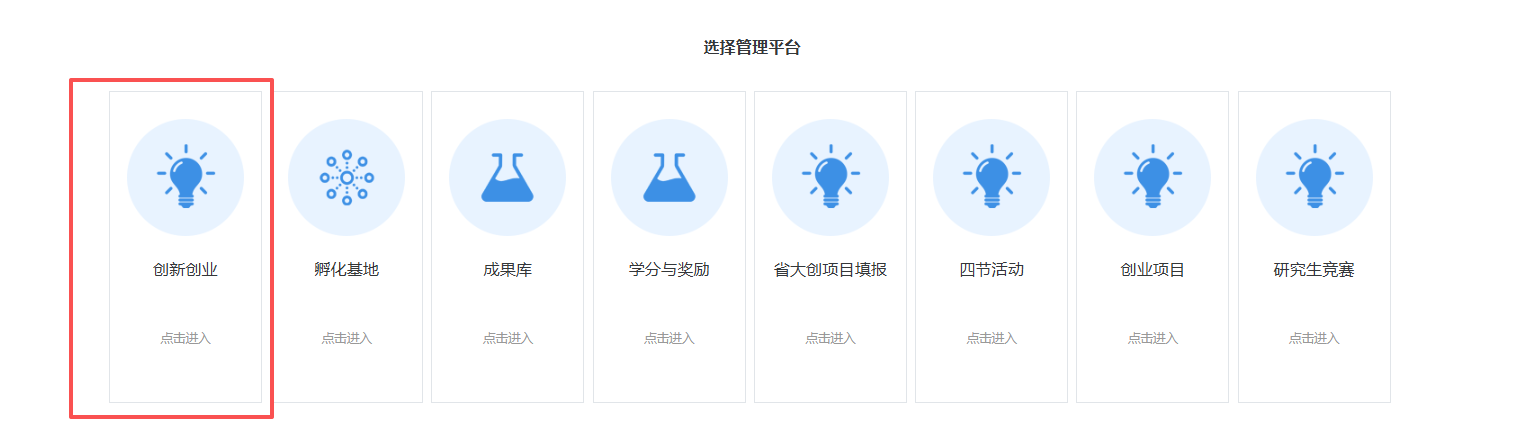 选择管理平台
创新创业
孵化基地
成果库
学分与奖励
省大创项目填报
四节活动
创业项目
研究生竞赛
点击进入
点击进入
点击进入
点击进入
点击进入
点击进入
点击进入
点击进入